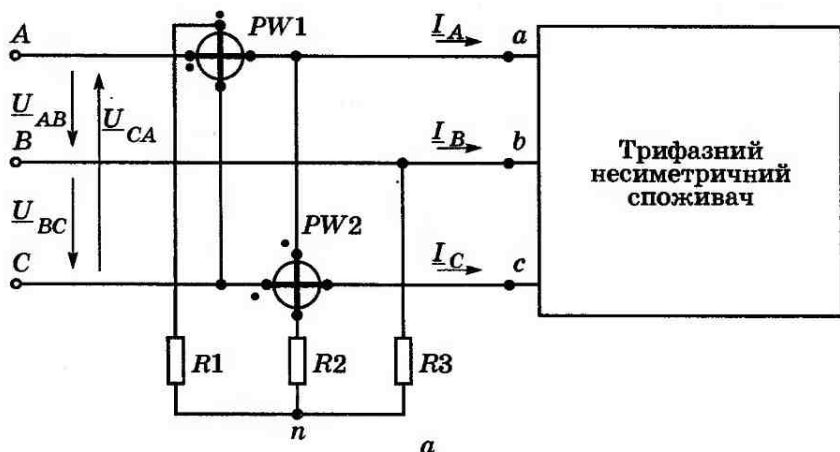 PW1
A
I_A
a
U_AB
U_CA
B
I_B
b
Трифазний
несиметричний
споживач
U_BC
PW2
C
I_C
c
R1
R2
R3
n
a